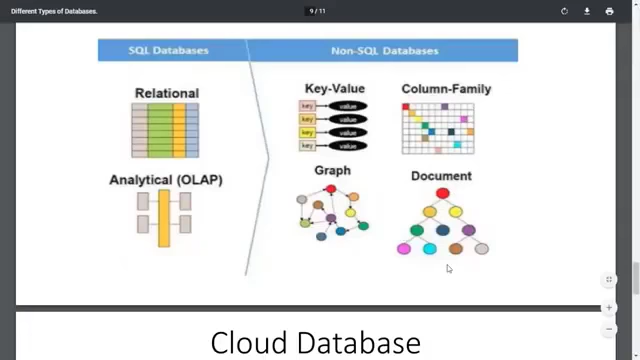 Different Types of Databases.
9 / 11
SQL Databases
Non-SQL Databases
Relational
Analytical (OLAP)
Key-Value
key value
key value
key value
key value
Column-Family
Graph
Document
Cloud Database